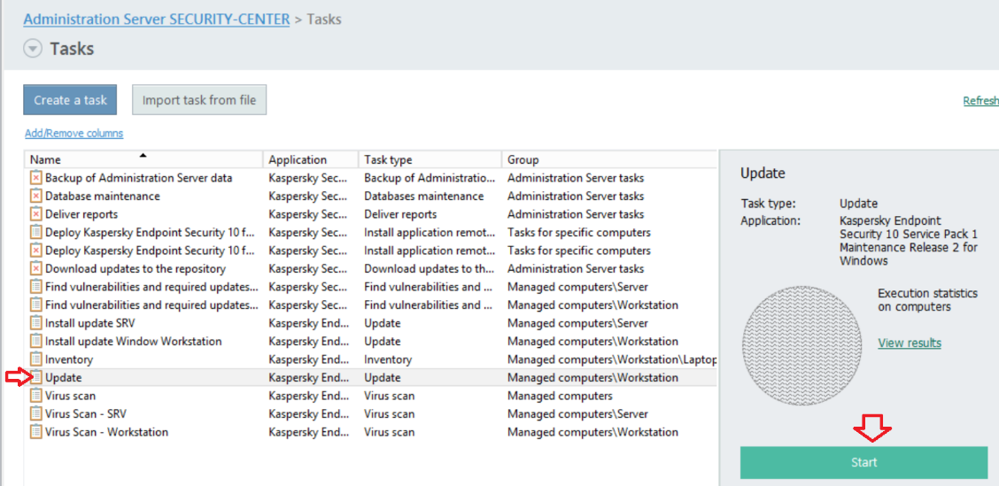 Administration Server SECURITY-CENTER > Tasks
Tasks
Create a task
Import task from file
Refresh
Add/Remove columns
Name Application Task type Group
Backup of Administration Server data Kaspersky Sec... Backup of Administratio... Administration Server tasks
Database maintenance Kaspersky Sec... Databases maintenance Administration Server tasks
Deliver reports Kaspersky Sec... Deliver reports Administration Server tasks
Deploy Kaspersky Endpoint Security 10 f... Kaspersky Sec... Install application remot... Tasks for specific computers
Deploy Kaspersky Endpoint Security 10 f... Kaspersky Sec... Install application remot... Tasks for specific computers
Download updates to the repository Kaspersky Sec... Download updates to th... Administration Server tasks
Find vulnerabilities and required updates... Kaspersky Sec... Find vulnerabilities and ... Managed computers\Server
Find vulnerabilities and required updates... Kaspersky Sec... Find vulnerabilities and ... Managed computers\Workstation
Install update SRV Kaspersky End... Update Managed computers\Server
Install update Window Workstation Kaspersky End... Update Managed computers\Workstation
Inventory Kaspersky End... Inventory Managed computers\Workstation\Laptop
Update Kaspersky End... Update Managed computers\Workstation
Virus scan Kaspersky End... Virus scan Managed computers
Virus Scan - SRV Kaspersky End... Virus scan Managed computers\Server
Virus Scan - Workstation Kaspersky End... Virus scan Managed computers\Workstation
Update
Task type: Update
Application: Kaspersky Endpoint
Security 10 Service Pack 1
Maintenance Release 2 for
Windows
Execution statistics
on computers
View results
Start